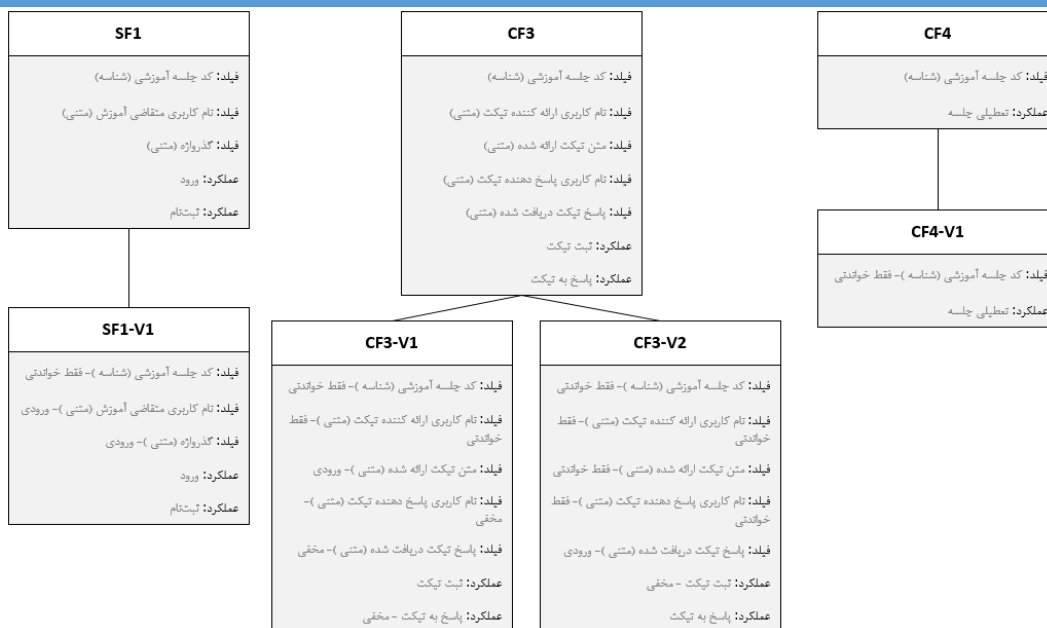 SF1
فیلد: کد جلسه آموزشی (شناسه)
فیلد: نام کاربری متقاضی آموزش (متنی)
فیلد: گذرواژه (متنی)
عملکرد: ورود
عملکرد: ثبت‌نام
CF3
فیلد: کد جلسه آموزشی (شناسه)
فیلد: نام کاربری ارائه کننده تیکت (متنی)
فیلد: متن تیکت ارائه شده (متنی)
فیلد: نام کاربری پاسخ دهنده تیکت (متنی)
فیلد: پاسخ تیکت دریافت شده (متنی)
عملکرد: ثبت تیکت
عملکرد: پاسخ به تیکت
CF4
فیلد: کد جلسه آموزشی (شناسه)
عملکرد: تعطیلی جلسه
SF1-V1
فیلد: کد جلسه آموزشی (شناسه )- فقط خواندنی
فیلد: نام کاربری متقاضی آموزش (متنی )- ورودی
فیلد: گذرواژه (متنی )- ورودی
عملکرد: ورود
عملکرد: ثبت‌نام
CF3-V1
فیلد: کد جلسه آموزشی (شناسه )- فقط خواندنی
فیلد: نام کاربری ارائه کننده تیکت (متنی )- فقط
خواندنی
فیلد: متن تیکت ارائه شده (متنی )- ورودی
فیلد: نام کاربری پاسخ دهنده تیکت (متنی )-
مخفی
فیلد: پاسخ تیکت دریافت شده (متنی )- مخفی
عملکرد: ثبت تیکت
عملکرد: پاسخ به تیکت - مخفی
CF3-V2
فیلد: کد جلسه آموزشی (شناسه )- فقط خواندنی
فیلد: نام کاربری ارائه کننده تیکت (متنی )- فقط
خواندنی
فیلد: متن تیکت ارائه شده (متنی )- فقط خواندنی
فیلد: نام کاربری پاسخ دهنده تیکت (متنی )- فقط
خواندنی
فیلد: پاسخ تیکت دریافت شده (متنی )- ورودی
عملکرد: ثبت تیکت - مخفی
عملکرد: پاسخ به تیکت
CF4-V1
فیلد: کد جلسه آموزشی (شناسه )- فقط خواندنی
عملکرد: تعطیلی جلسه